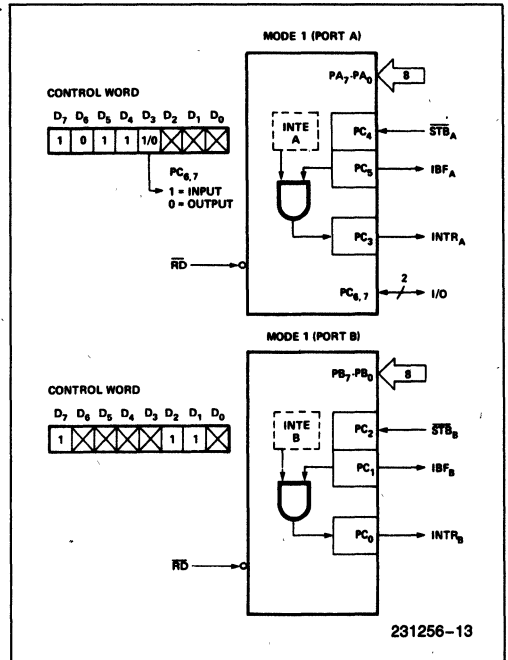 MODE 1 (PORT A)
PA7-PA0
8
CONTROL WORD
D7 D6 D5 D4 D3 D2 D1 D0
1 0 1 1 1/0
PC6,7
1 = INPUT
0 = OUTPUT
INTE
A
PC4
STBA
PC5
IBFA
PC3
INTRA
RD
PC6, 7
2
I/O
MODE 1 (PORT B)
PB7-PB0
8
CONTROL WORD
D7 D6 D5 D4 D3 D2 D1 D0
1 1 1
INTE
B
PC2
STBB
PC1
IBFB
PC0
INTRB
RD
231256-13